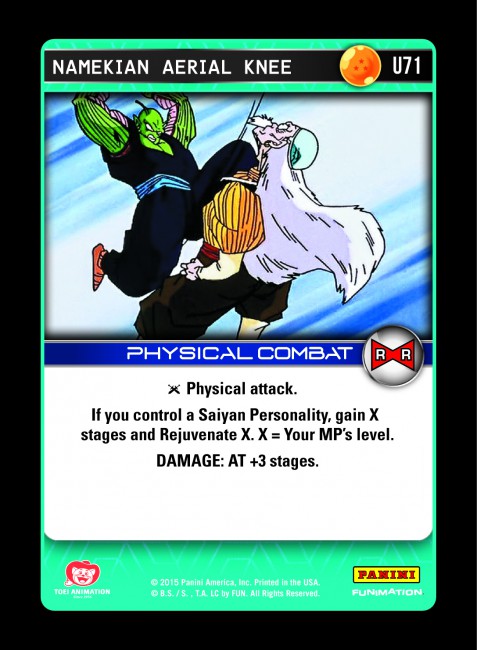 NAMEKIAN AERIAL KNEE
U71
PHYSICAL COMBAT
R R
Physical attack.
If you control a Saiyan Personality, gain X
stages and Rejuvenate X. X = Your MP's level.
DAMAGE: AT +3 stages.
TOEI ANIMATION
© 2015 Panini America, Inc. Printed in the USA.
© B.S. / S. , T.A. LC by FUN. All Rights Reserved.
PANINI
FUNIMATION